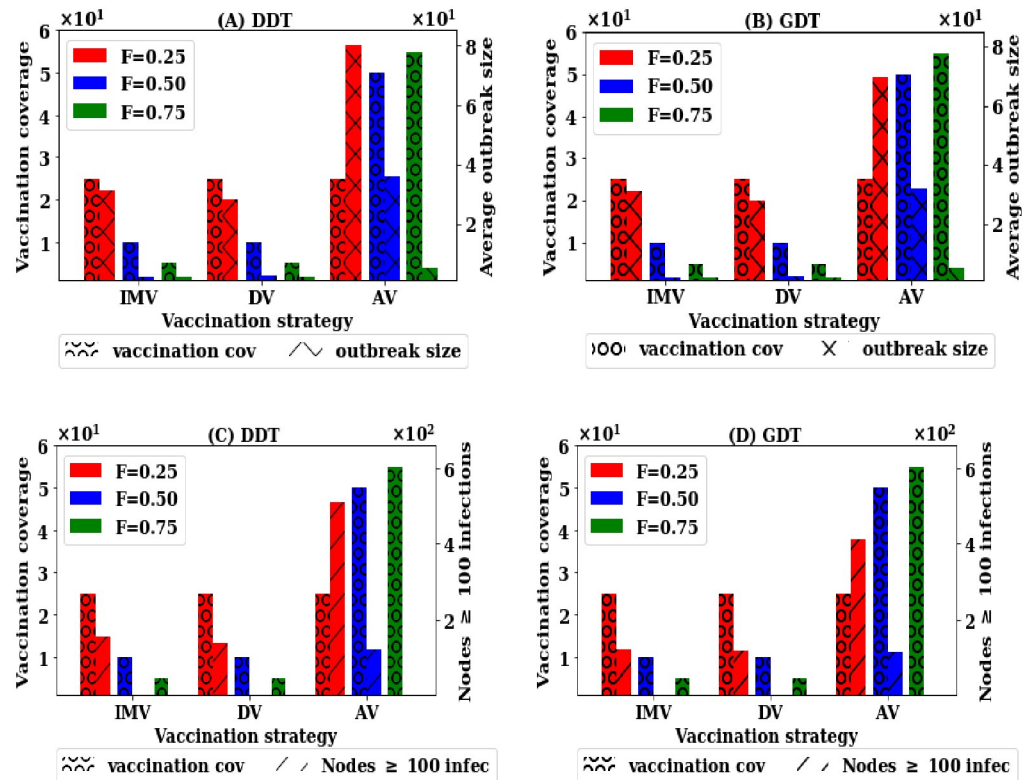 ×10¹ (A) DDT
Vaccination coverage
6
5
4
3
2
1
F=0.25
F=0.50
F=0.75
8
6
4
2
Average outbreak size
IMV DV AV
Vaccination strategy
vaccination cov outbreak size
×10¹ (B) GDT ×10¹
Vaccination coverage
6
5
4
3
2
1
F=0.25
F=0.50
F=0.75
8
6
4
2
Average outbreak size
IMV DV AV
Vaccination strategy
vaccination cov outbreak size
×10¹ (C) DDT ×10²
Vaccination coverage
6
5
4
3
2
1
F=0.25
F=0.50
F=0.75
6
4
2
Nodes ≥ 100 infections
IMV DV AV
Vaccination strategy
vaccination cov Nodes ≥ 100 infec
×10¹ (D) GDT ×10²
Vaccination coverage
6
5
4
3
2
1
F=0.25
F=0.50
F=0.75
6
4
2
Nodes ≥ 100 infections
IMV DV AV
Vaccination strategy
vaccination cov Nodes ≥ 100 infec